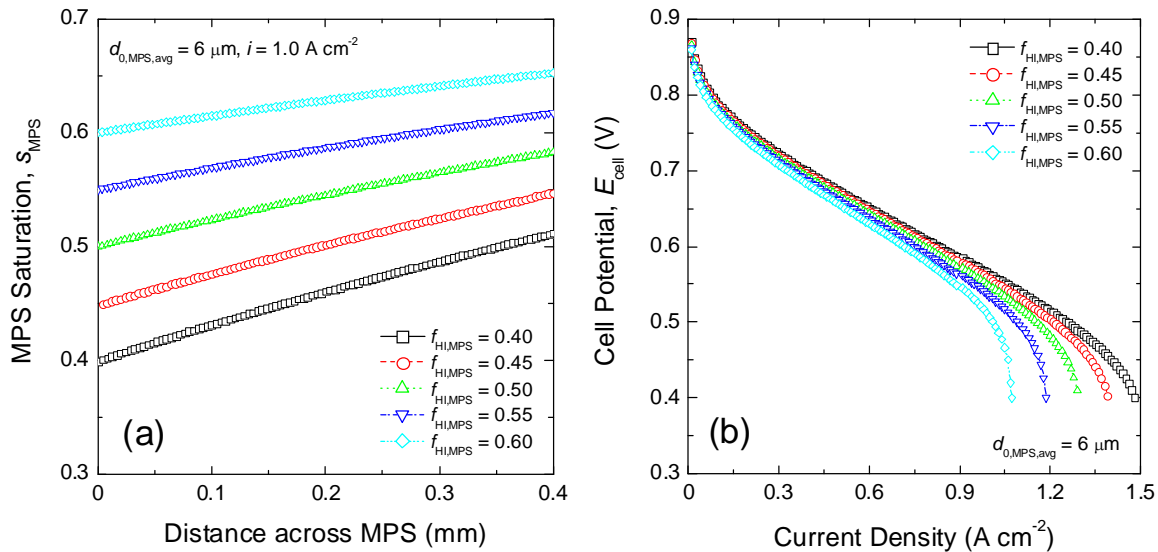 0.7
0.6
0.5
0.4
0.3
MPS Saturation, sMPS
d0,MPS,avg = 6 μm, i = 1.0 A cm-2
fHI,MPS = 0.40
fHI,MPS = 0.45
fHI,MPS = 0.50
fHI,MPS = 0.55
fHI,MPS = 0.60
(a)
0 0.1 0.2 0.3 0.4
Distance across MPS (mm)
0.9
0.8
0.7
0.6
0.5
0.4
0.3
Cell Potential, Ecell (V)
fHI,MPS = 0.40
fHI,MPS = 0.45
fHI,MPS = 0.50
fHI,MPS = 0.55
fHI,MPS = 0.60
(b)
d0,MPS,avg = 6 μm
0 0.3 0.6 0.9 1.2 1.5
Current Density (A cm-2)